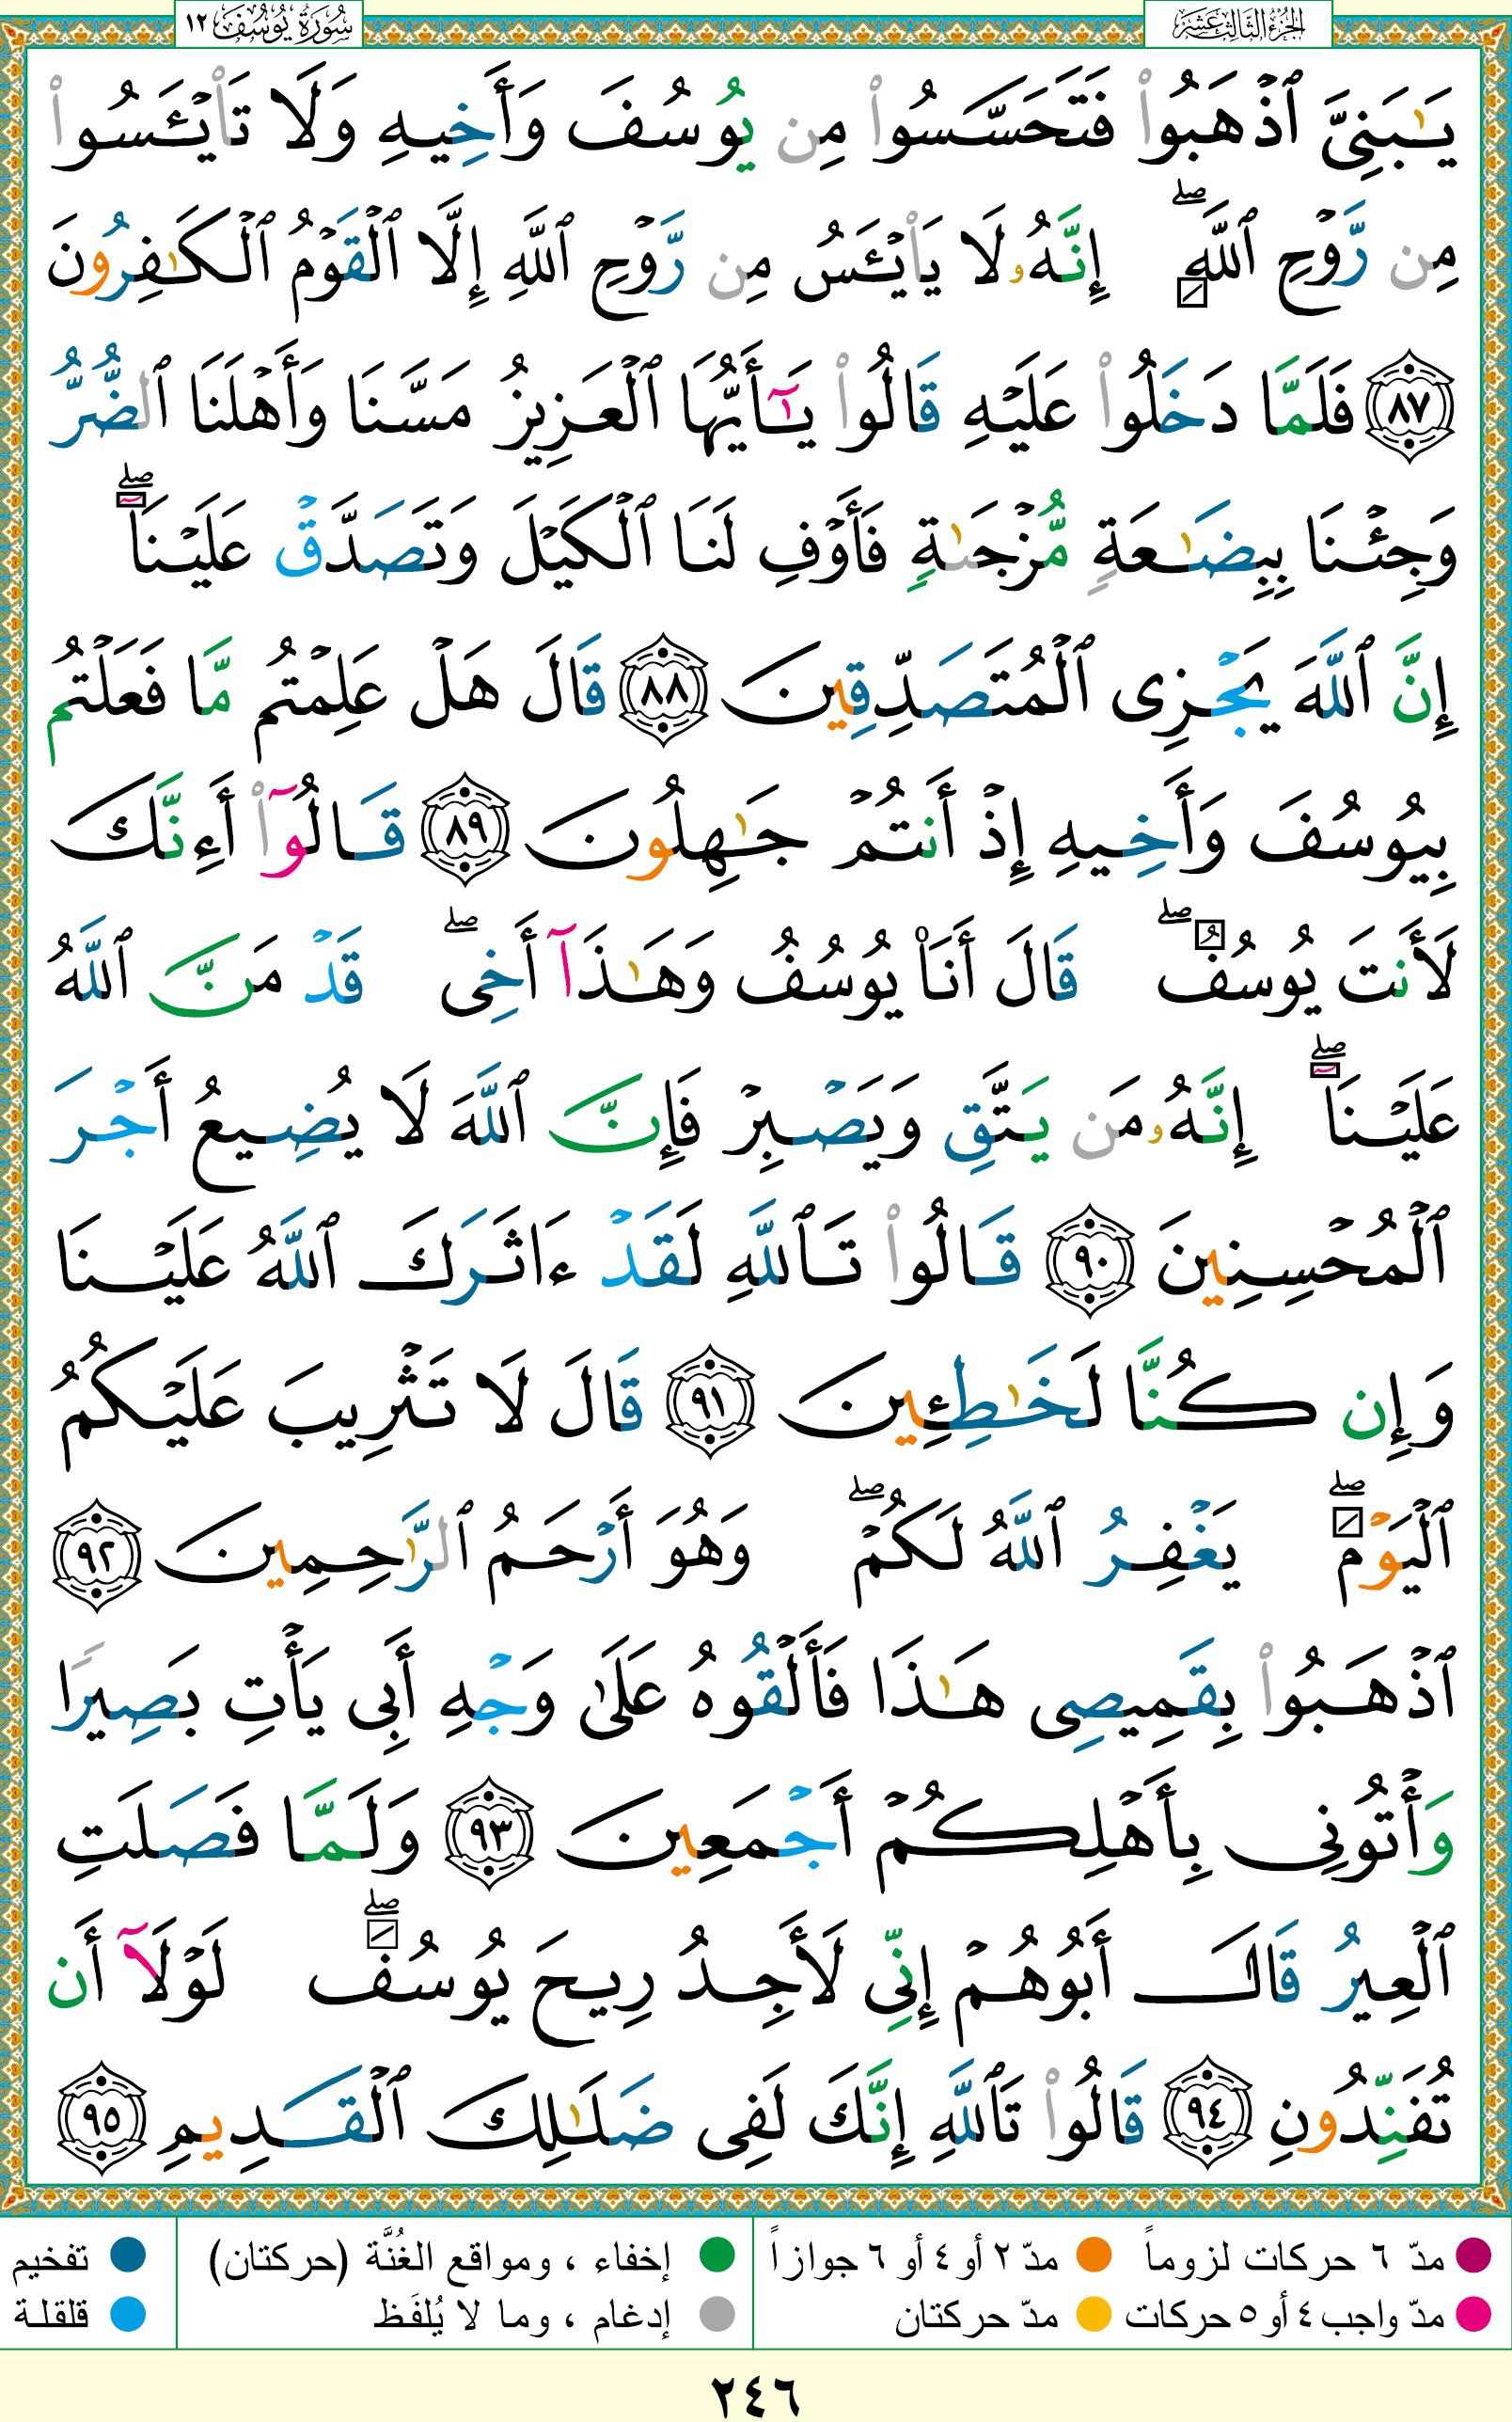 الجزء الثالث عشر
سورة يوسف ١٢
يَـٰبَنِىَّ ٱذْهَبُوا۟ فَتَحَسَّسُوا۟ مِن يُوسُفَ وَأَخِيهِ وَلَا تَا۟يْـَٔسُوا۟
مِن رَّوْحِ ٱللَّهِ ۖ إِنَّهُۥ لَا يَا۟يْـَٔسُ مِن رَّوْحِ ٱللَّهِ إِلَّا ٱلْقَوْمُ ٱلْكَـٰفِرُونَ
٨٧ فَلَمَّا دَخَلُوا۟ عَلَيْهِ قَالُوا۟ يَـٰٓأَيُّهَا ٱلْعَزِيزُ مَسَّنَا وَأَهْلَنَا ٱلضُّرُّ
وَجِئْنَا بِبِضَـٰعَةٍ مُّزْجَىٰةٍ فَأَوْفِ لَنَا ٱلْكَيْلَ وَتَصَدَّقْ عَلَيْنَآ ۖ
إِنَّ ٱللَّهَ يَجْزِى ٱلْمُتَصَدِّقِينَ ٨٨ قَالَ هَلْ عَلِمْتُم مَّا فَعَلْتُم
بِيُوسُفَ وَأَخِيهِ إِذْ أَنتُمْ جَـٰهِلُونَ ٨٩ قَالُوٓا۟ أَءِنَّكَ
لَأَنتَ يُوسُفُ ۖ قَالَ أَنَا۠ يُوسُفُ وَهَـٰذَآ أَخِى ۖ قَدْ مَنَّ ٱللَّهُ
عَلَيْنَآ ۖ إِنَّهُۥ مَن يَتَّقِ وَيَصْبِرْ فَإِنَّ ٱللَّهَ لَا يُضِيعُ أَجْرَ
ٱلْمُحْسِنِينَ ٩٠ قَالُوا۟ تَٱللَّهِ لَقَدْ ءَاثَرَكَ ٱللَّهُ عَلَيْنَا
وَإِن كُنَّا لَخَـٰطِـِٔينَ ٩١ قَالَ لَا تَثْرِيبَ عَلَيْكُمُ
ٱلْيَوْمَ ۖ يَغْفِرُ ٱللَّهُ لَكُمْ ۖ وَهُوَ أَرْحَمُ ٱلرَّٰحِمِينَ ٩٢
ٱذْهَبُوا۟ بِقَمِيصِى هَـٰذَا فَأَلْقُوهُ عَلَىٰ وَجْهِ أَبِى يَأْتِ بَصِيرًا
وَأْتُونِى بِأَهْلِكُمْ أَجْمَعِينَ ٩٣ وَلَمَّا فَصَلَتِ
ٱلْعِيرُ قَالَ أَبُوهُمْ إِنِّى لَأَجِدُ رِيحَ يُوسُفَ ۖ لَوْلَآ أَن
تُفَنِّدُونِ ٩٤ قَالُوا۟ تَٱللَّهِ إِنَّكَ لَفِى ضَلَـٰلِكَ ٱلْقَدِيمِ ٩٥
مدّ ٦ حركات لزوماً مدّ ٢ أو ٤ أو ٦ جوازاً إخفاء ، ومواقع الغُنَّة (حركتان) تفخيم
مدّ واجب ٤ أو ٥ حركات مدّ حركتان إدغام ، وما لا يُلفَظ قلقلة
٢٤٦